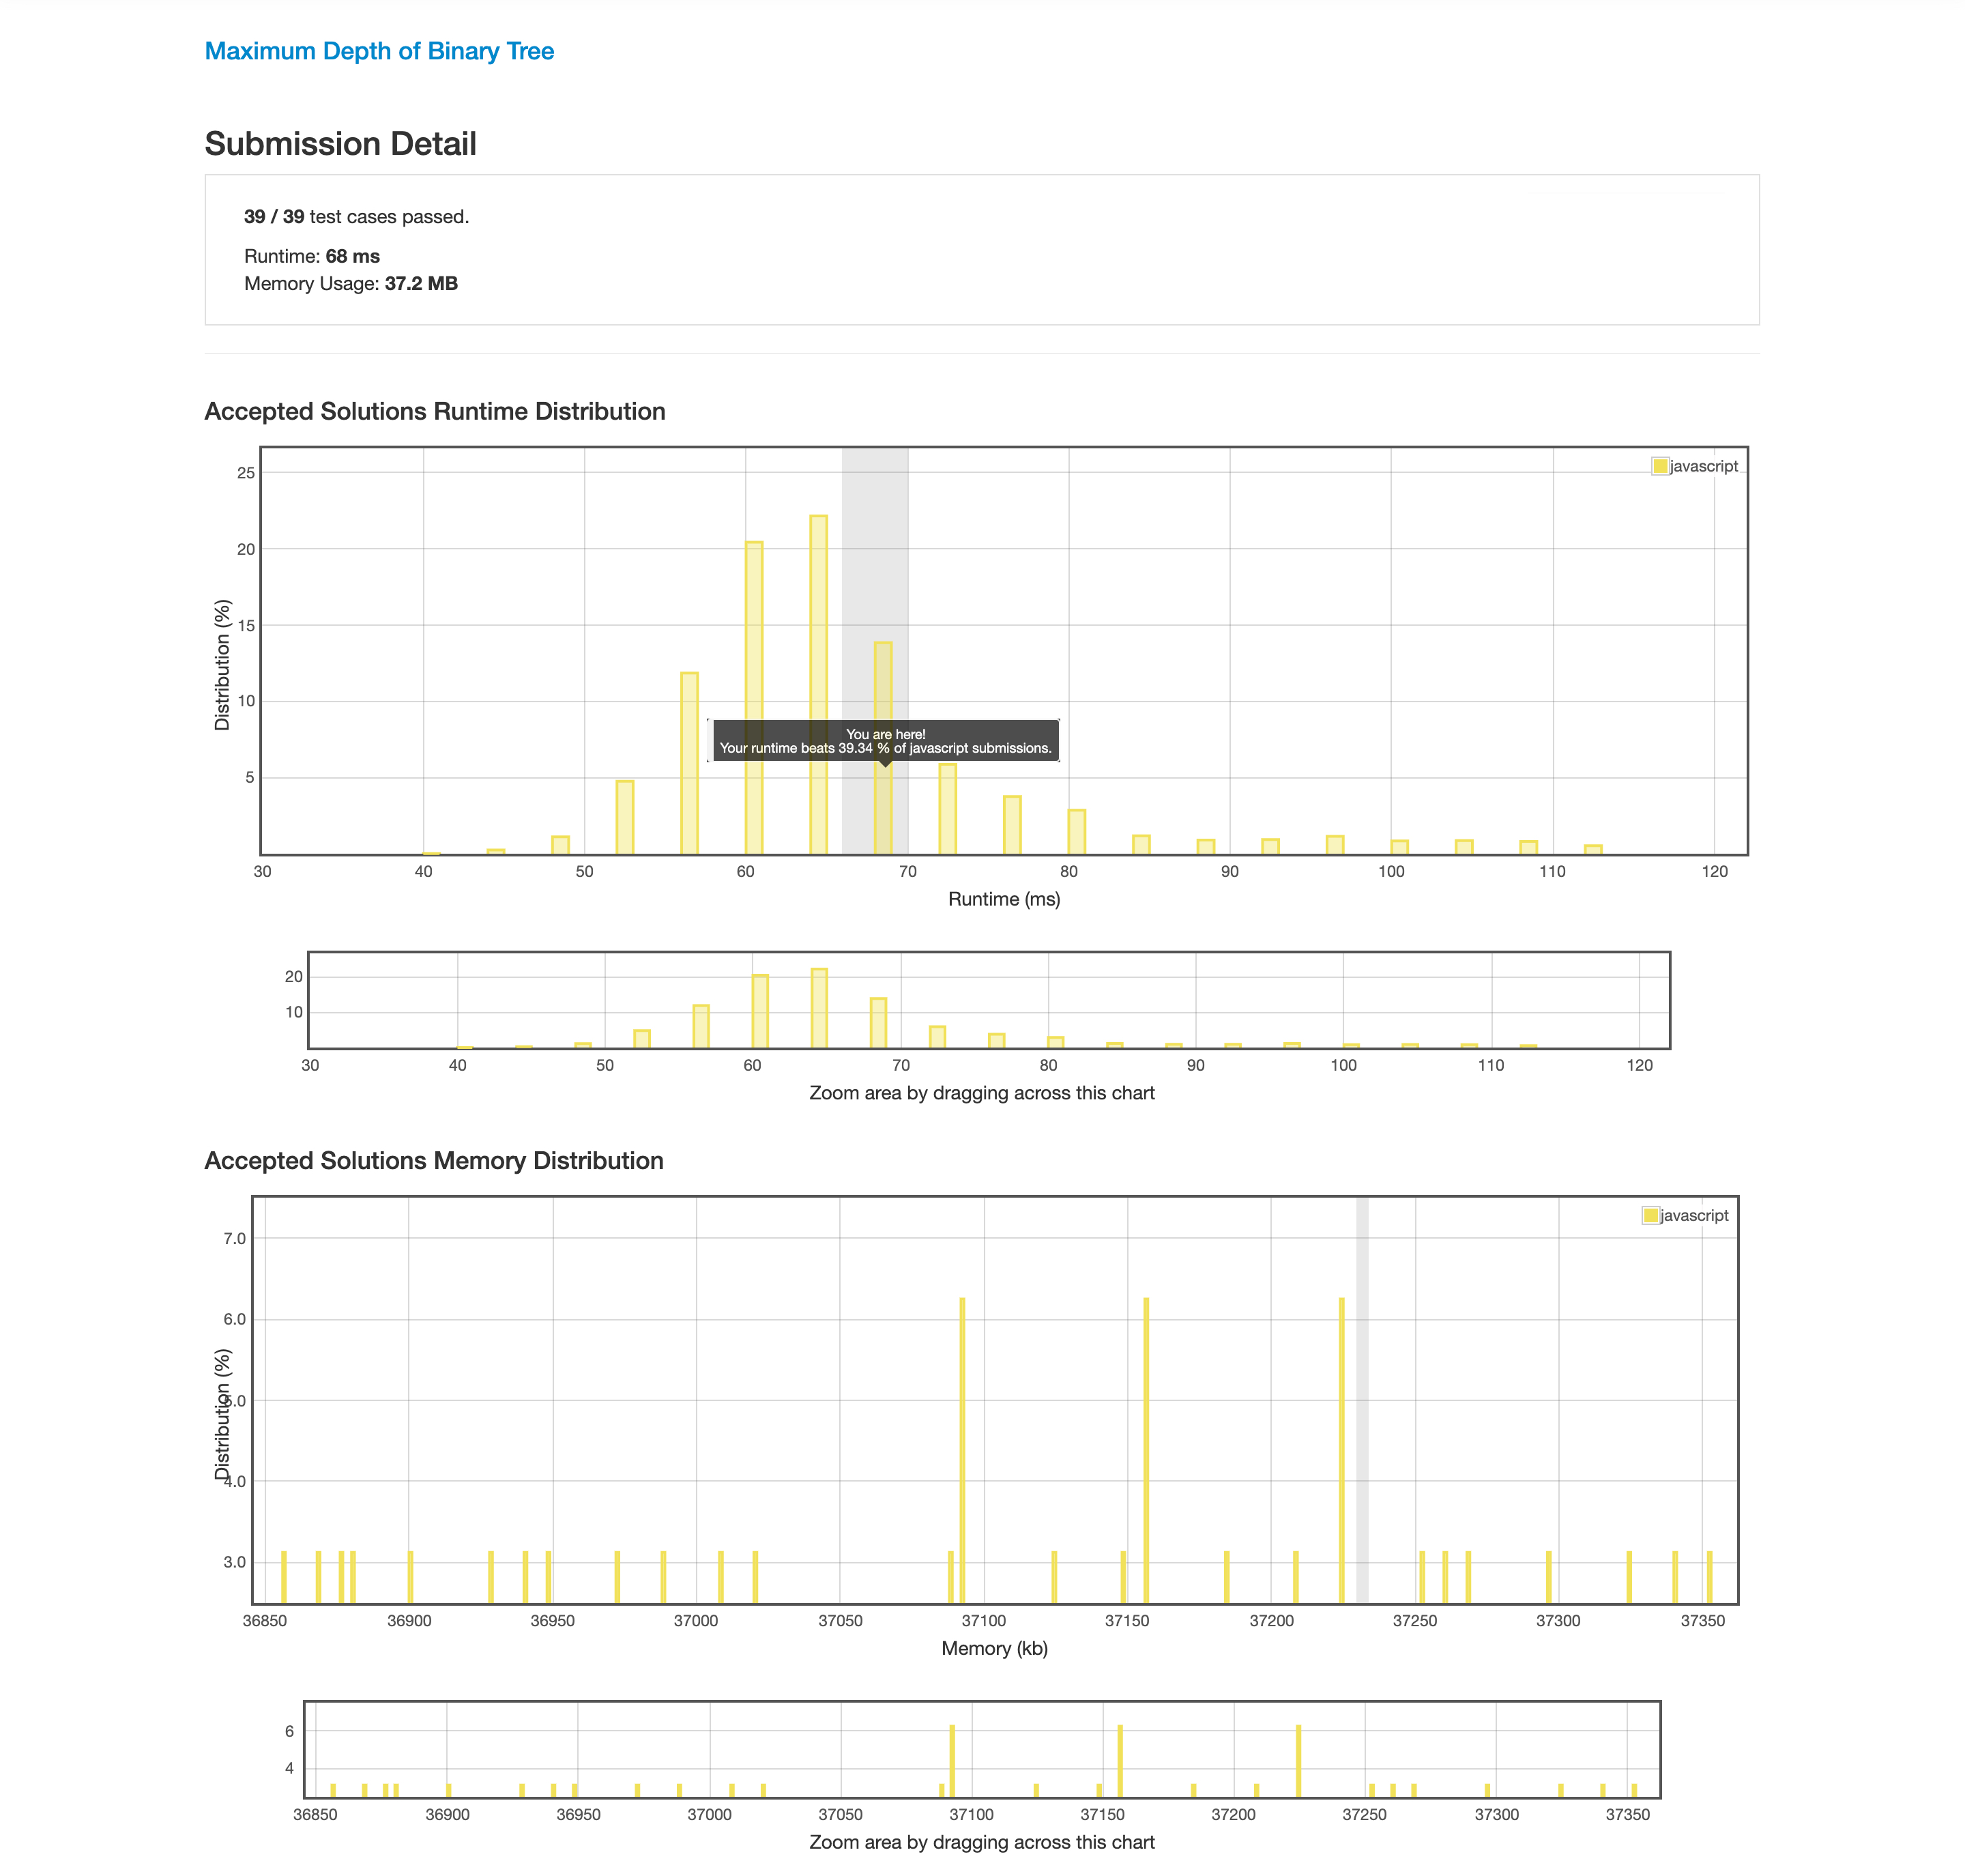 Maximum Depth of Binary Tree
Submission Detail
39 / 39 test cases passed.
Runtime: 68 ms
Memory Usage: 37.2 MB
Accepted Solutions Runtime Distribution
javascript
25
20
15
10
5
Distribution (%)
You are here!
Your runtime beats 39.34 % of javascript submissions.
30 40 50 60 70 80 90 100 110 120
Runtime (ms)
20
10
30 40 50 60 70 80 90 100 110 120
Zoom area by dragging across this chart
Accepted Solutions Memory Distribution
javascript
7.0
6.0
5.0
4.0
3.0
Distribution (%)
36850 36900 36950 37000 37050 37100 37150 37200 37250 37300 37350
Memory (kb)
6
4
36850 36900 36950 37000 37050 37100 37150 37200 37250 37300 37350
Zoom area by dragging across this chart